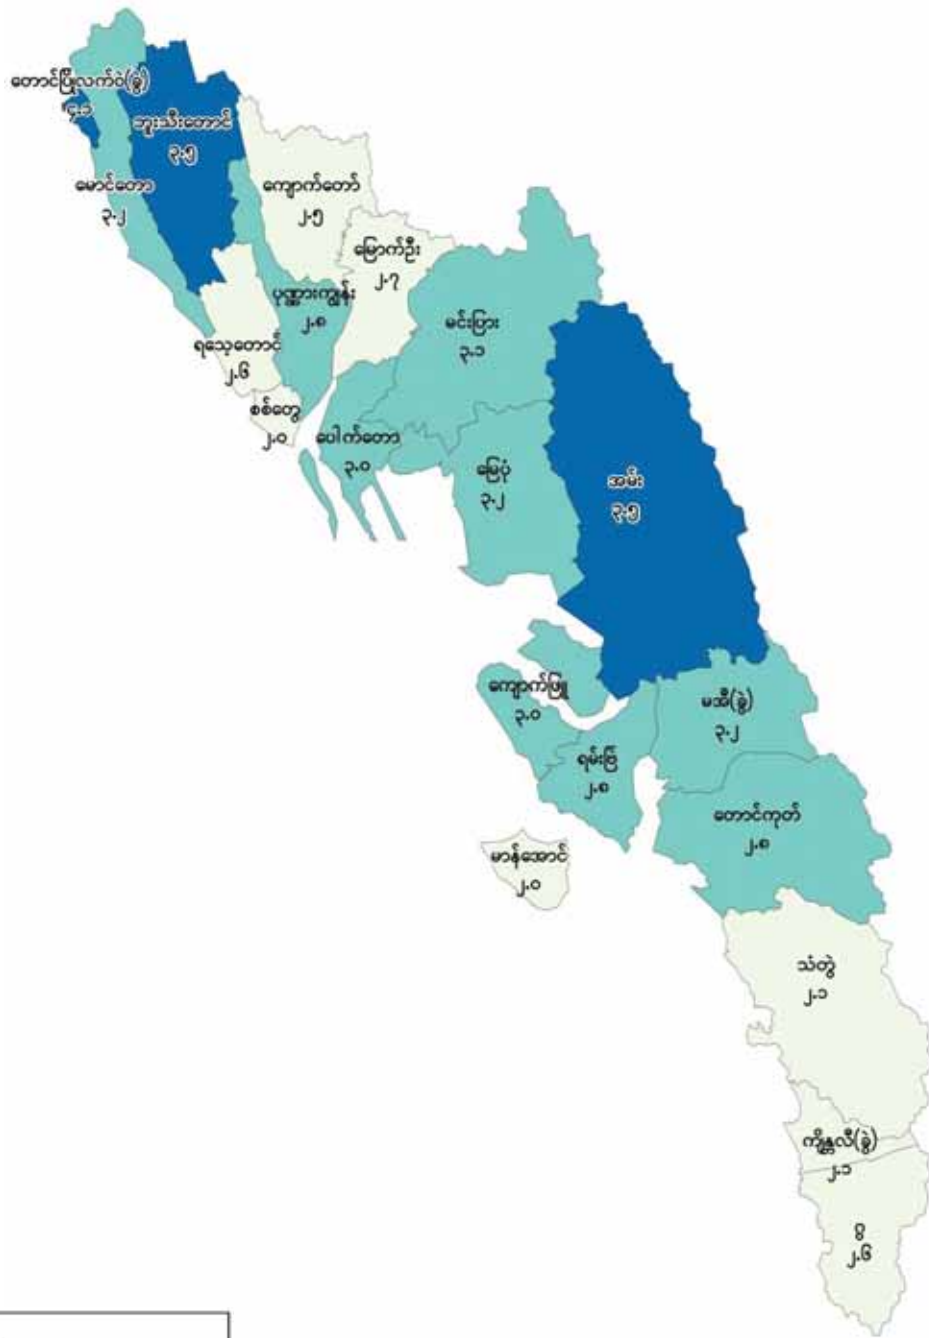 တောင်ပြိုလက်ဝဲ(ခွဲ)
၄.၁
ဘူးသီးတောင်
၃.၅
မောင်တော
၃.၂
ကျောက်တော်
၂.၅
မြောက်ဦး
၂.၇
ပုဏ္ဏားကျွန်း
၂.၈
မင်းပြား
၃.၁
ရသေ့တောင်
၂.၆
စစ်တွေ
၂.၀
ပေါက်တော
၃.၀
မြေပုံ
၃.၂
အမ်း
၃.၅
ကျောက်ဖြူ
၃.၀
မအီ(ခွဲ)
၃.၂
ရမ်းဗြဲ
၂.၈
တောင်ကုတ်
၂.၈
မာန်အောင်
၂.၀
သံတွဲ
၂.၁
ကျိန္တလီ(ခွဲ)
၂.၁
ဂွ
၂.၆